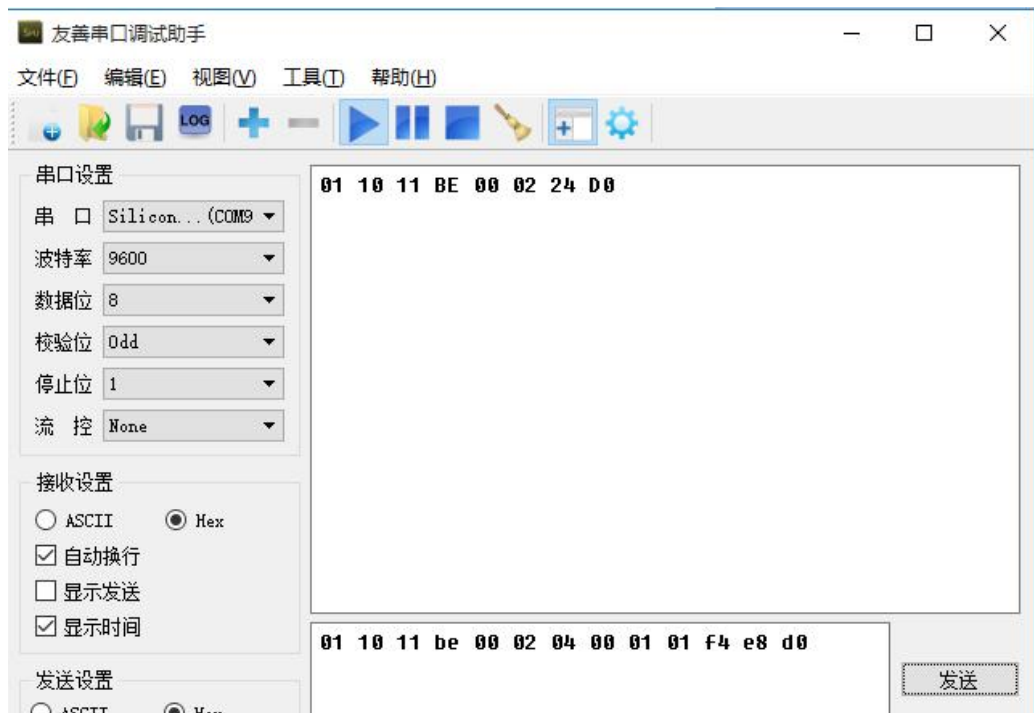 友善串口调试助手
文件(F) 编辑(E) 视图(V) 工具(T) 帮助(H)
LOG
串口设置
串 口 Silicon...(COM9
波特率 9600
数据位 8
校验位 Odd
停止位 1
流 控 None
接收设置
ASCII Hex
自动换行
显示发送
显示时间
发送设置
ASCII Hex
01 10 11 BE 00 02 24 D0
01 10 11 be 00 02 04 00 01 01 f4 e8 d0
发送